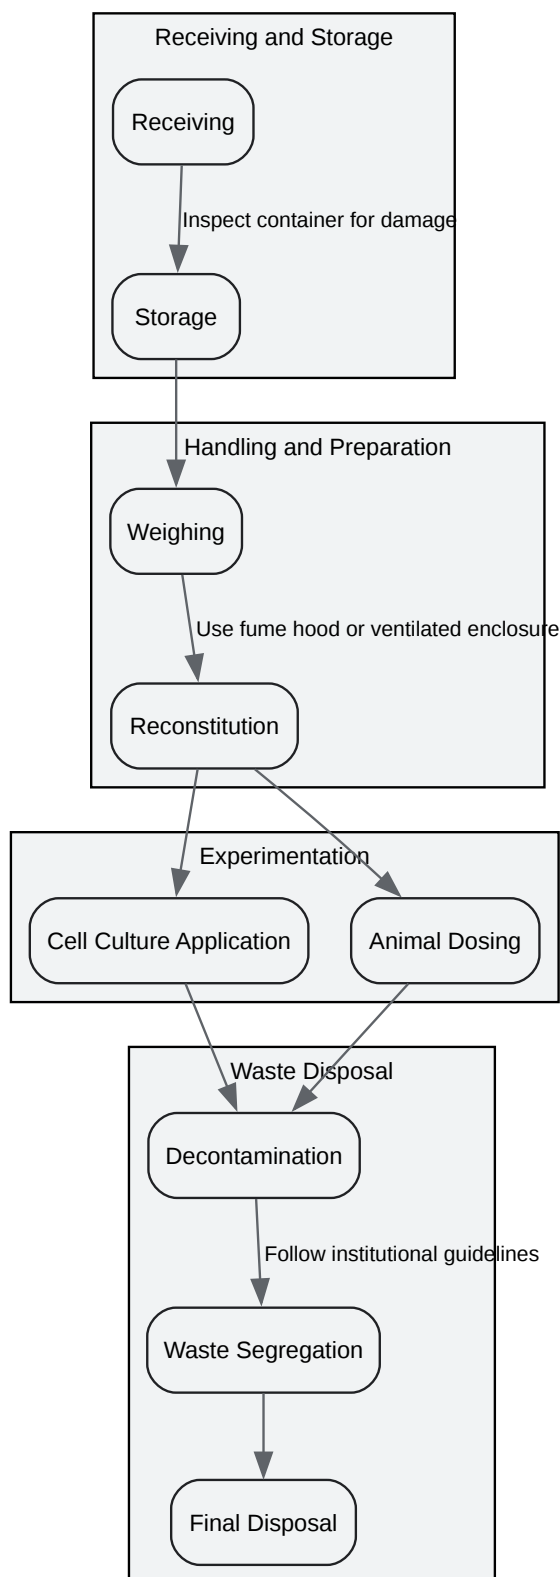 Receiving and Storage
Receiving
Inspect container for damage
Storage
Handling and Preparation
Weighing
Use fume hood or ventilated enclosure
Reconstitution
Experimentation
Cell Culture Application
Animal Dosing
Waste Disposal
Decontamination
Follow institutional guidelines
Waste Segregation
Final Disposal